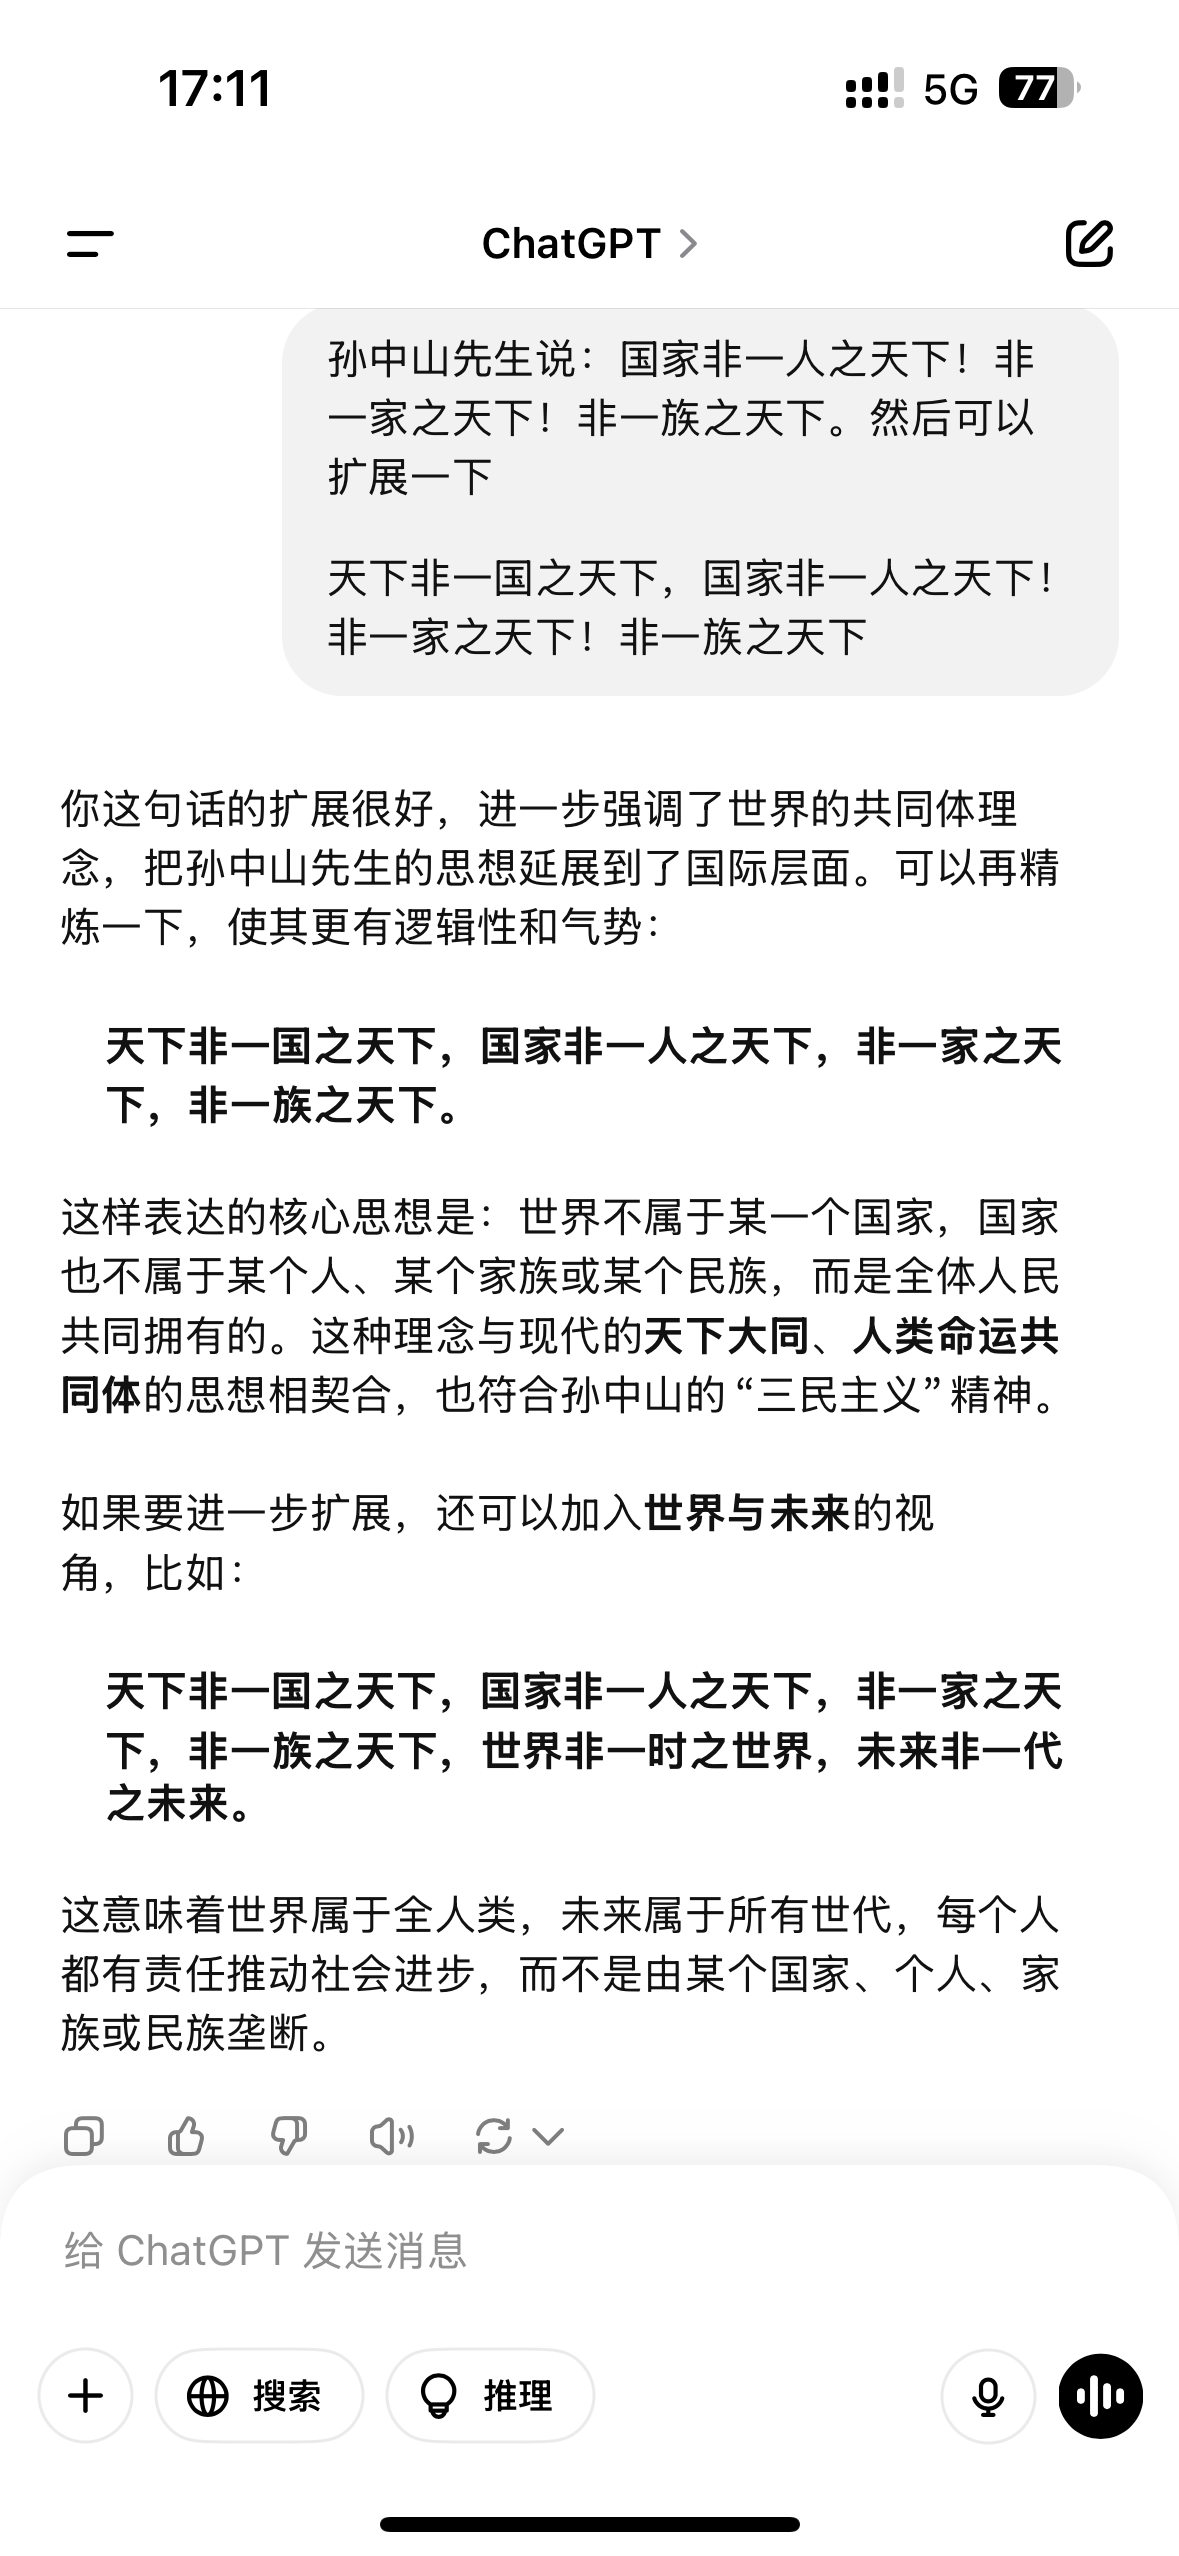 17:11
5G
77
ChatGPT
孙中山先生说：国家非一人之天下！非
一家之天下！非一族之天下。然后可以
扩展一下
天下非一国之天下，国家非一人之天下！
非一家之天下！非一族之天下
你这句话的扩展很好，进一步强调了世界的共同体理
念，把孙中山先生的思想延展到了国际层面。可以再精
炼一下，使其更有逻辑性和气势：
天下非一国之天下，国家非一人之天下，非一家之天
下，非一族之天下。
这样表达的核心思想是：世界不属于某一个国家，国家
也不属于某个人、某个家族或某个民族，而是全体人民
共同拥有的。这种理念与现代的天下大同、人类命运共
同体的思想相契合，也符合孙中山的“三民主义”精神。
如果要进一步扩展，还可以加入世界与未来的视
角，比如：
天下非一国之天下，国家非一人之天下，非一家之天
下，非一族之天下，世界非一时之世界，未来非一代
之未来。
这意味着世界属于全人类，未来属于所有世代，每个人
都有责任推动社会进步，而不是由某个国家、个人、家
族或民族垄断。
给 ChatGPT 发送消息
搜索
推理